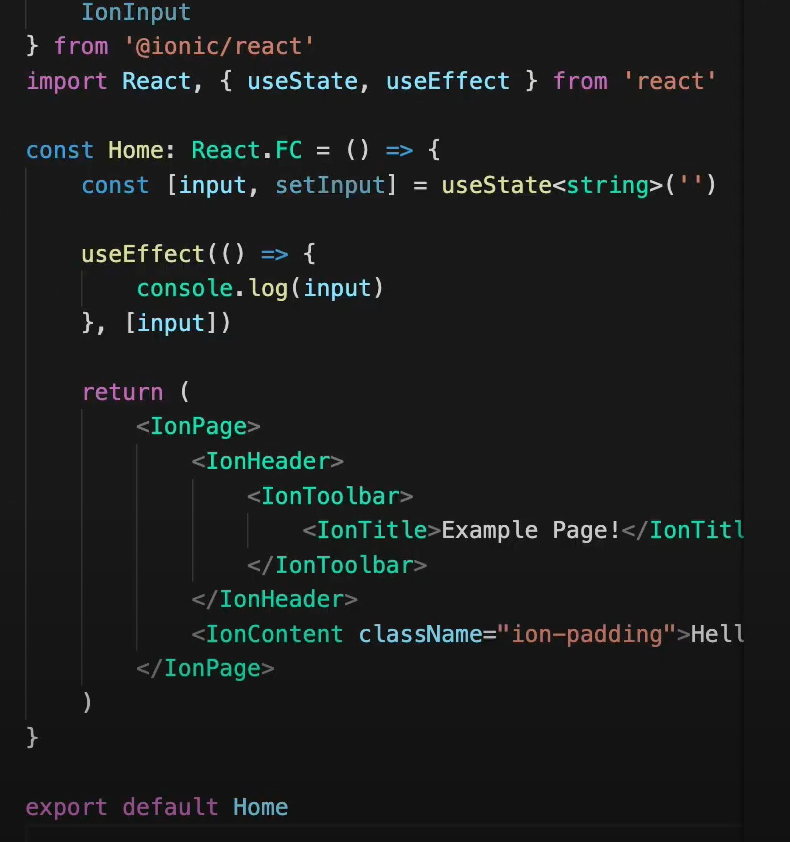 IonInput
} from '@ionic/react'
import React, { useState, useEffect } from 'react'

const Home: React.FC = () => {
    const [input, setInput] = useState<string>('')

    useEffect(() => {
        console.log(input)
    }, [input])

    return (
        <IonPage>
            <IonHeader>
                <IonToolbar>
                    <IonTitle>Example Page!</IonTitl
                </IonToolbar>
            </IonHeader>
            <IonContent className="ion-padding">Hell
        </IonPage>
    )
}

export default Home